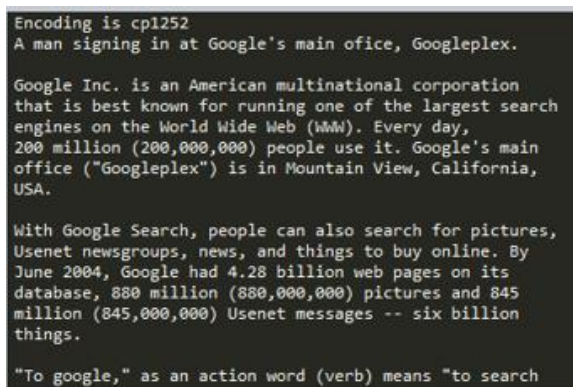 Encoding is cp1252
A man signing in at Google's main ofice, Googleplex.
Google Inc. is an American multinational corporation
that is best known for running one of the largest search
engines on the World Wide Web (WWW). Every day,
200 million (200,000,000) people use it. Google's main
office ("Googleplex") is in Mountain View, California,
USA.
With Google Search, people can also search for pictures,
Usenet newsgroups, news, and things to buy online. By
June 2004, Google had 4.28 billion web pages on its
database, 880 million (880,000,000) pictures and 845
million (845,000,000) Usenet messages -- six billion
things.
"To google," as an action word (verb) means "to search